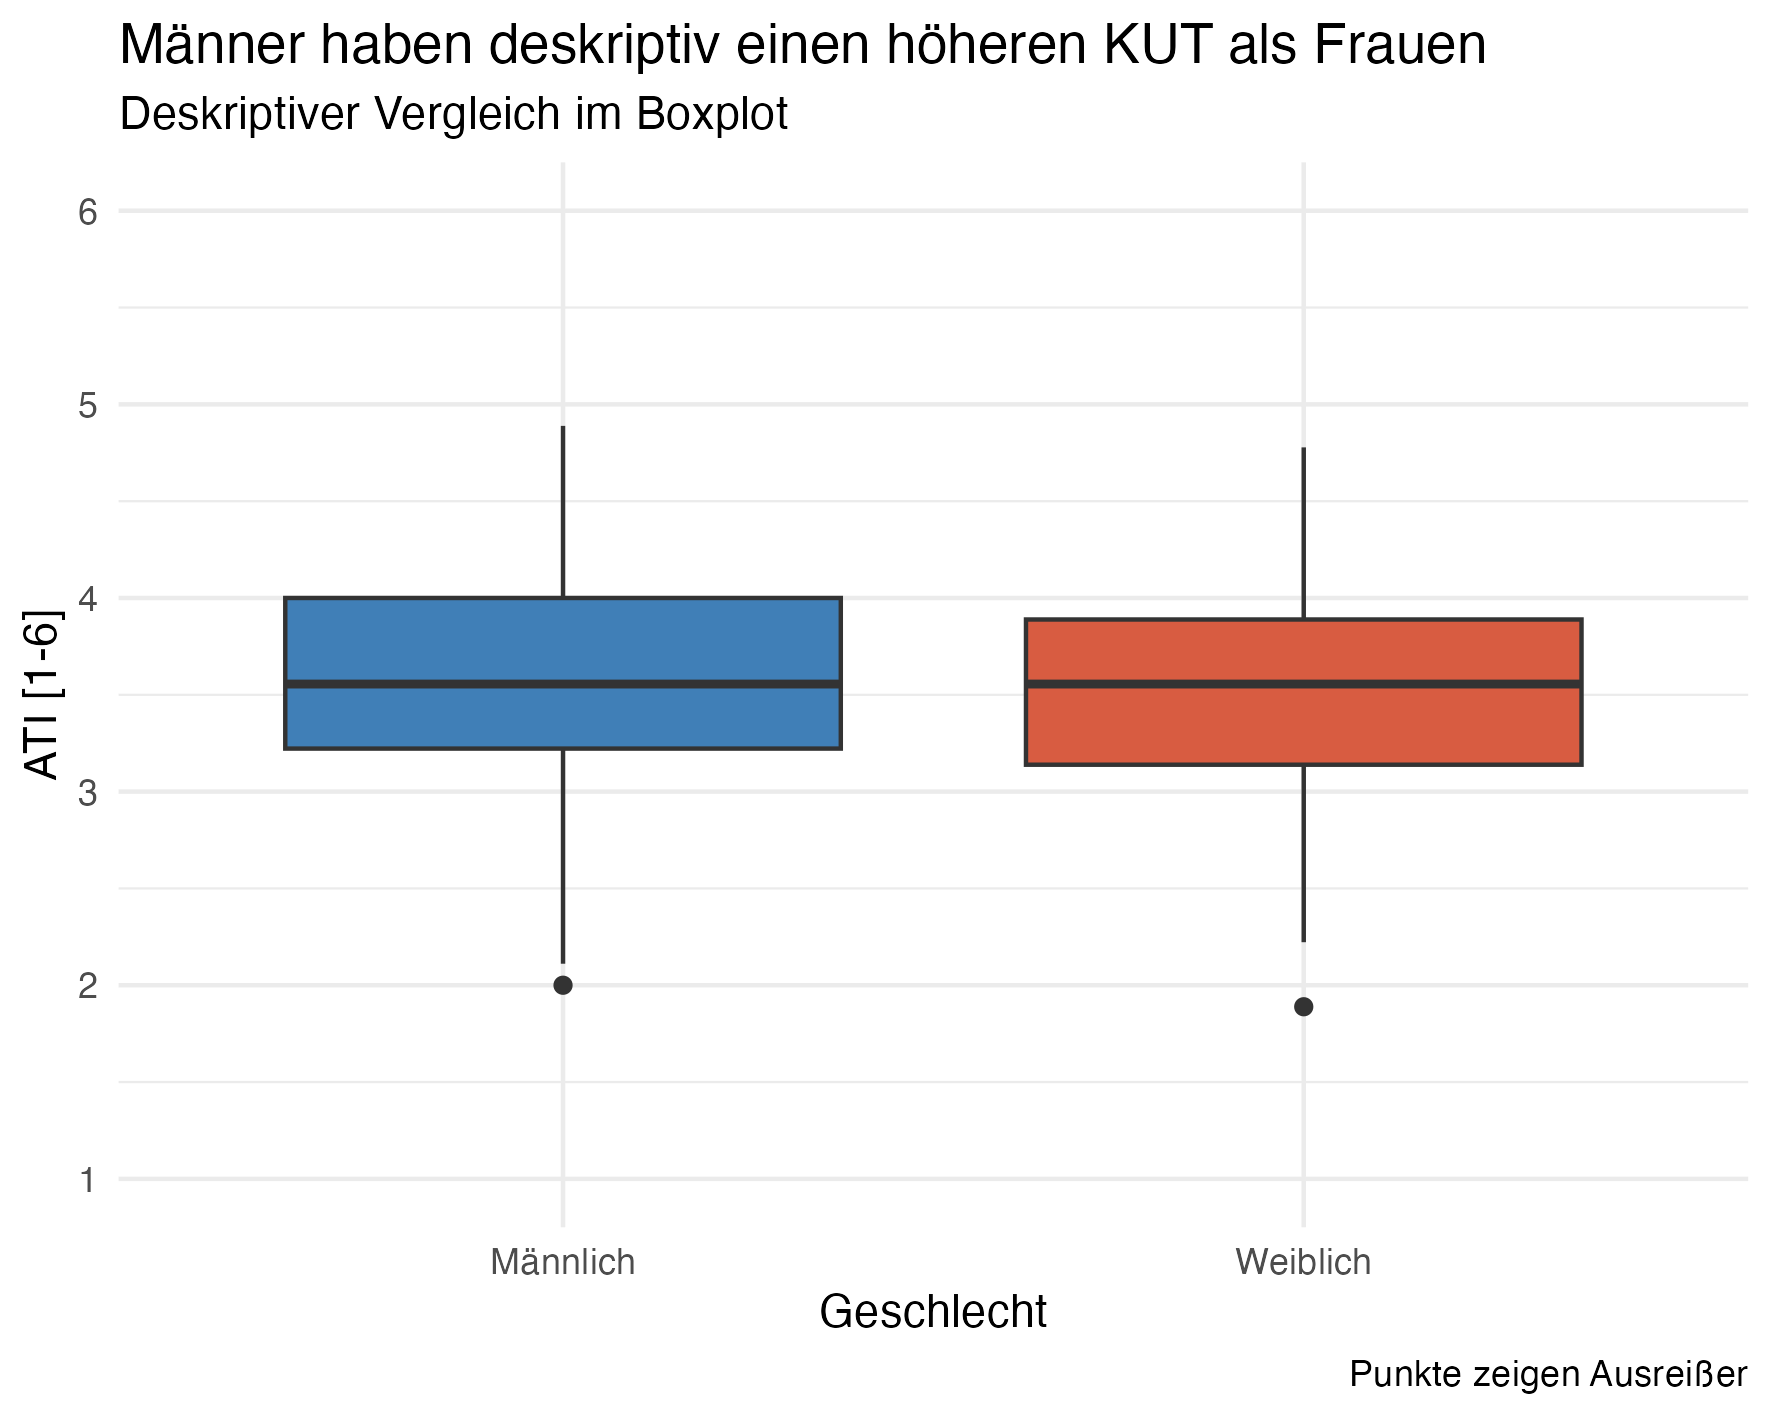 Männer haben deskriptiv einen höheren KUT als Frauen
Deskriptiver Vergleich im Boxplot
ATI [1-6]
6
5
4
3
2
1
Männlich
Weiblich
Geschlecht
Punkte zeigen Ausreißer